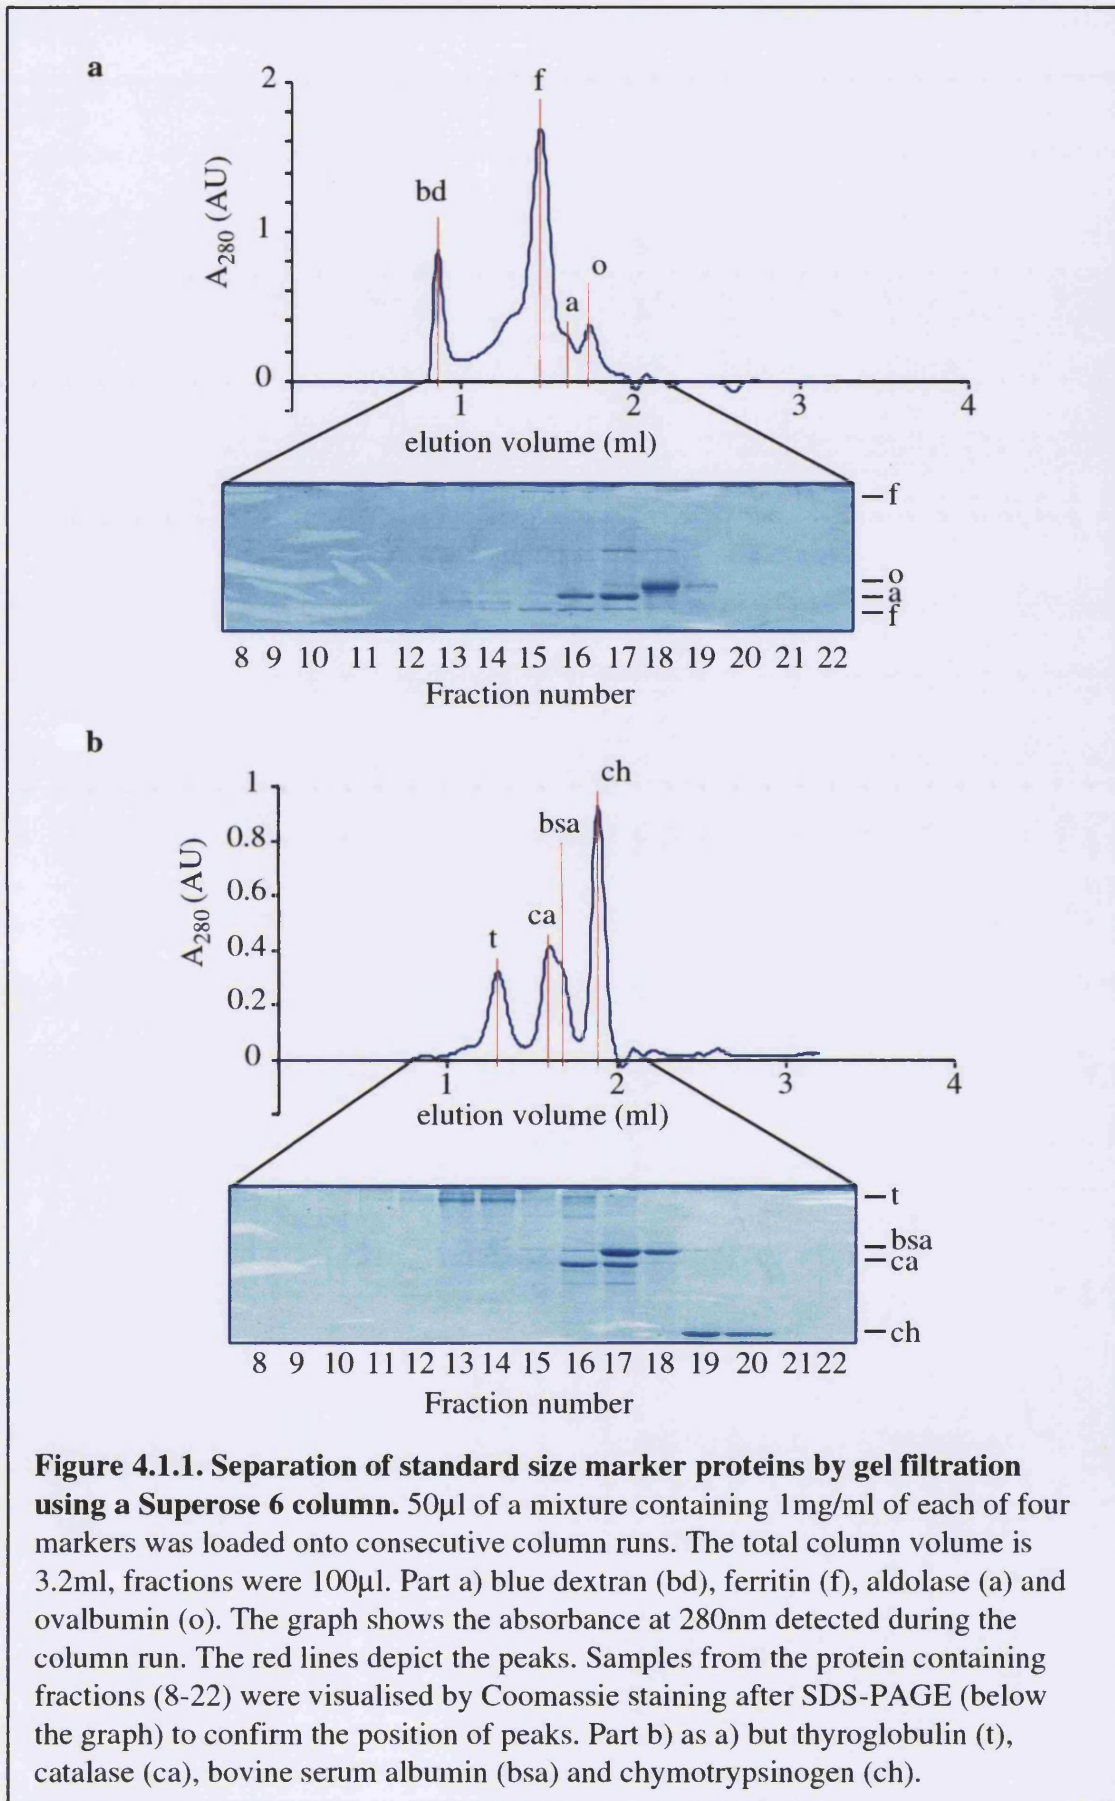 a
2
f
bd
1
o
a
A280 (AU)
0
1
2
3
4
elution volume (ml)
f
o
a
f
8 9 10 11 12 13 14 15 16 17 18 19 20 21 22
Fraction number
b
1
ch
bsa
0.8
0.6
ca
0.4
t
0.2
A280 (AU)
0
1
2
3
4
elution volume (ml)
t
bsa
ca
ch
8 9 10 11 12 13 14 15 16 17 18 19 20 21 22
Fraction number
Figure 4.1.1. Separation of standard size marker proteins by gel filtration
using a Superose 6 column. 50µl of a mixture containing 1mg/ml of each of four
markers was loaded onto consecutive column runs. The total column volume is
3.2ml, fractions were 100µl. Part a) blue dextran (bd), ferritin (f), aldolase (a) and
ovalbumin (o). The graph shows the absorbance at 280nm detected during the
column run. The red lines depict the peaks. Samples from the protein containing
fractions (8-22) were visualised by Coomassie staining after SDS-PAGE (below
the graph) to confirm the position of peaks. Part b) as a) but thyroglobulin (t),
catalase (ca), bovine serum albumin (bsa) and chymotrypsinogen (ch).